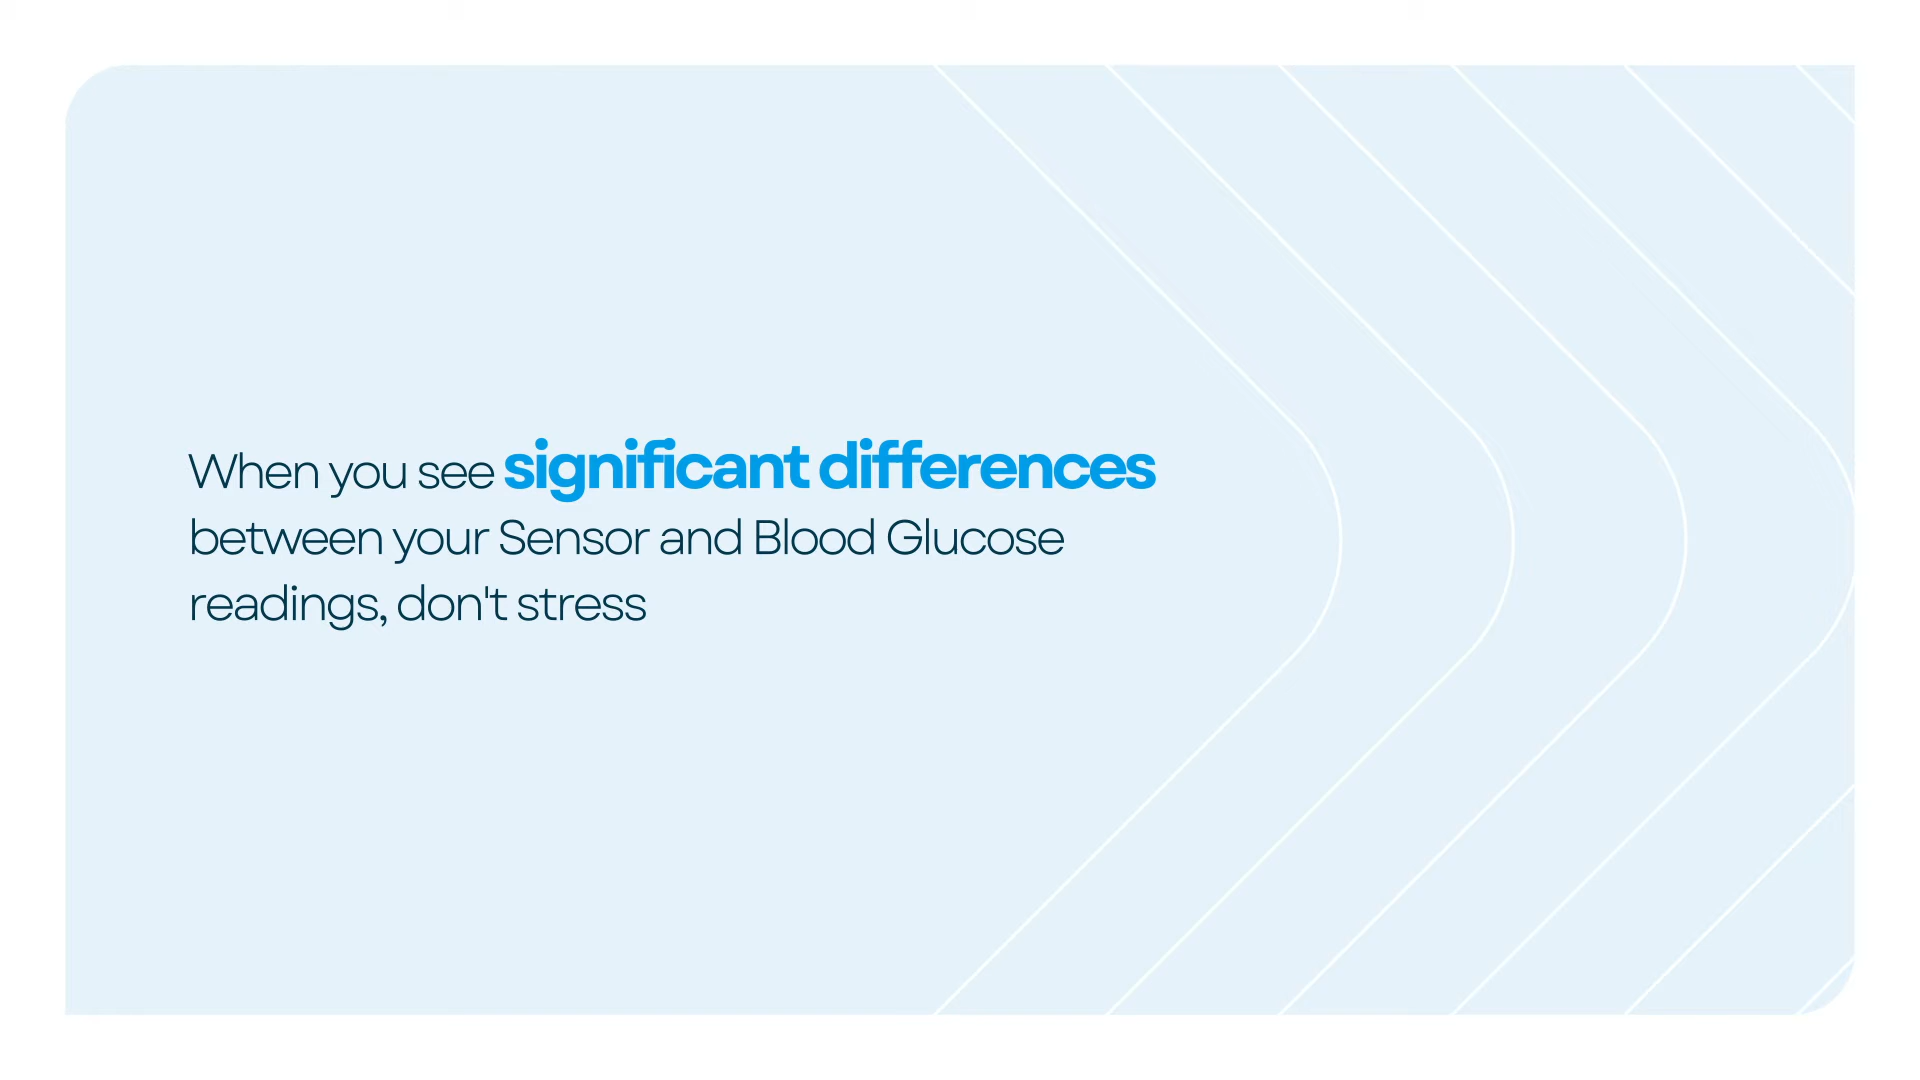 When you see significant differences
between your Sensor and Blood Glucose
readings, don't stress